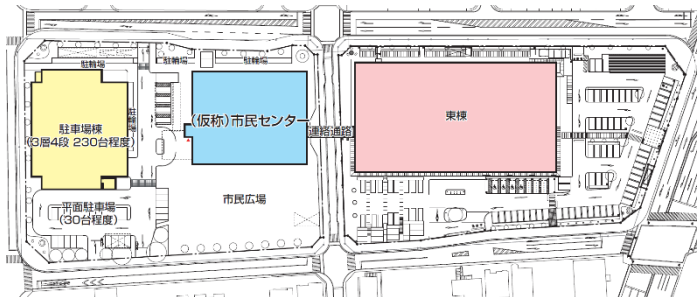 駐輪場
駐輪場
駐輪場
駐輪場
駐車場棟
(3層4段 230台程度)
(仮称)市民センター
連絡通路
東棟
市民広場
平面駐車場
(30台程度)